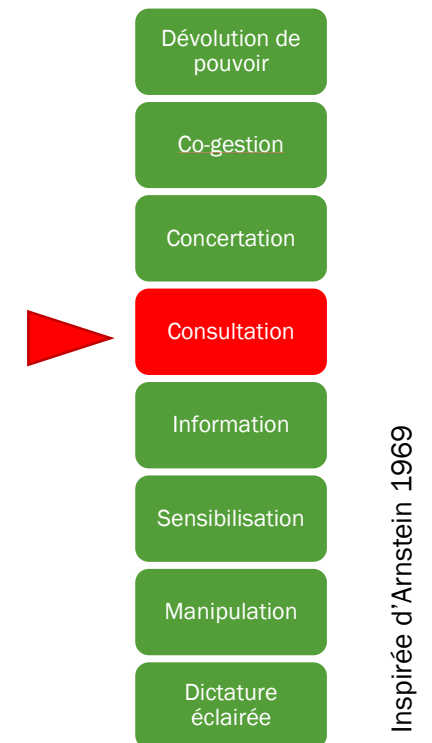 Dévolution de
pouvoir
Co-gestion
Concertation
Consultation
Information
Sensibilisation
Manipulation
Dictature
éclairée
Inspirée d'Arnstein 1969